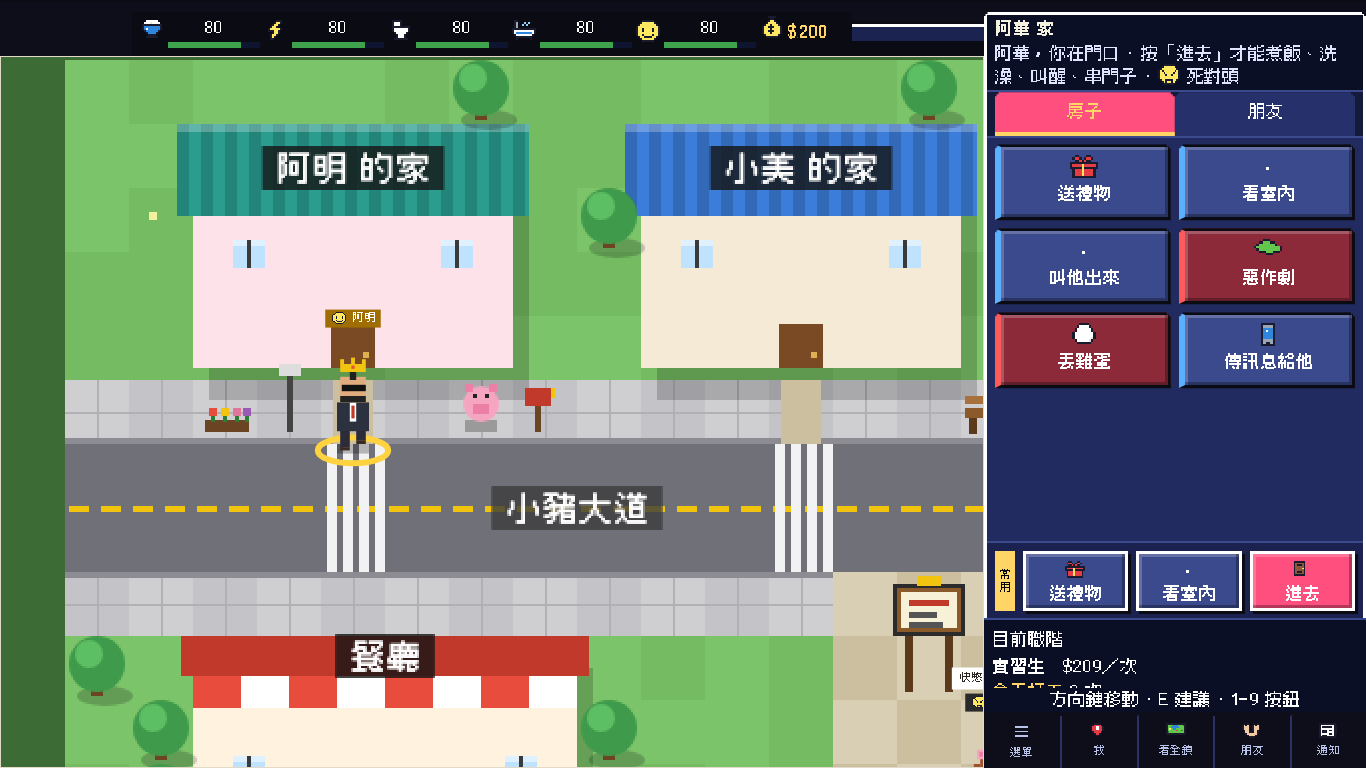 80 80 80 80 80 $200
阿明 的家
小美 的家
阿明
小豬大道
餐廳
快憋
阿華 家
阿華，你在門口．按「進去」才能煮飯、洗
澡、叫醒、串門子．死對頭
房子 朋友
送禮物 看室內
叫他出來 惡作劇
丟雞蛋 傳訊息給他
常用
送禮物 看室內 進去
目前職階
實習生 $209／次
方向鍵移動．E 建議．1-9 按鈕
選單 我 看全鎮 朋友 通知